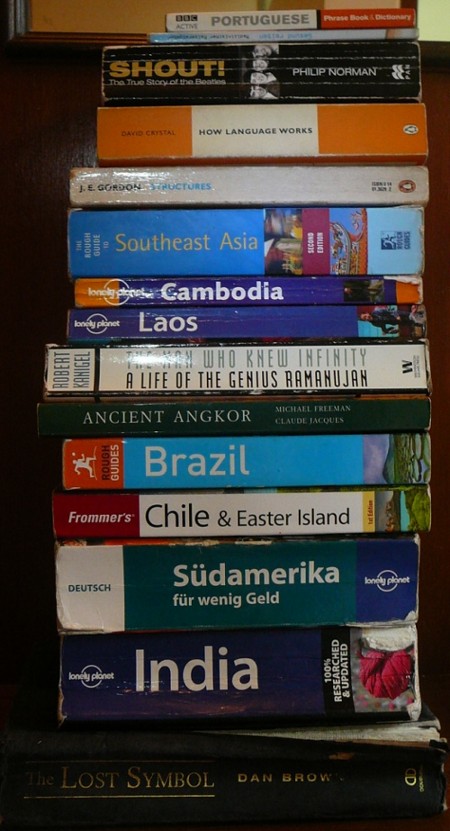 BBC ACTIVE PORTUGUESE Phrase Book & Dictionary
SHOUT! PHILIP NORMAN PAN
The True Story of the Beatles
DAVID CRYSTAL HOW LANGUAGE WORKS
J. E. GORDON STRUCTURES
THE ROUGH GUIDE TO Southeast Asia SECOND EDITION ROUGH GUIDES
lonely planet Cambodia
lonely planet Laos
ROBERT KANIGEL THE MAN WHO KNEW INFINITY W
A LIFE OF THE GENIUS RAMANUJAN
ANCIENT ANGKOR MICHAEL FREEMAN
CLAUDE JACQUES
ROUGH GUIDES Brazil
Frommer's Chile & Easter Island 1st Edition
DEUTSCH Südamerika lonely planet
für wenig Geld
lonely planet India 100% RESEARCHED & UPDATED
The LOST SYMBOL DAN BROWN